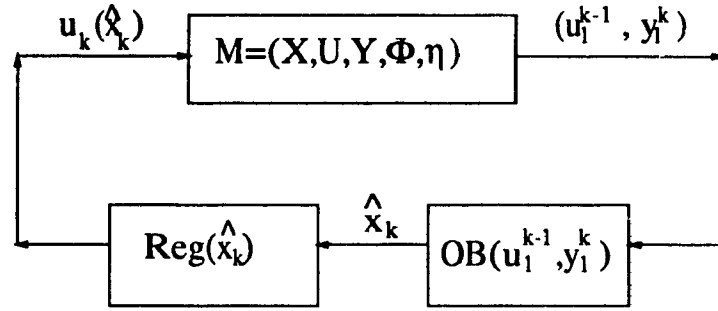 u_k(x̂_k)
M=(X,U,Y,Φ,η)
(u_1^{k-1} , y_1^k)
x̂_k
Reg(x̂_k)
OB(u_1^{k-1},y_1^k)